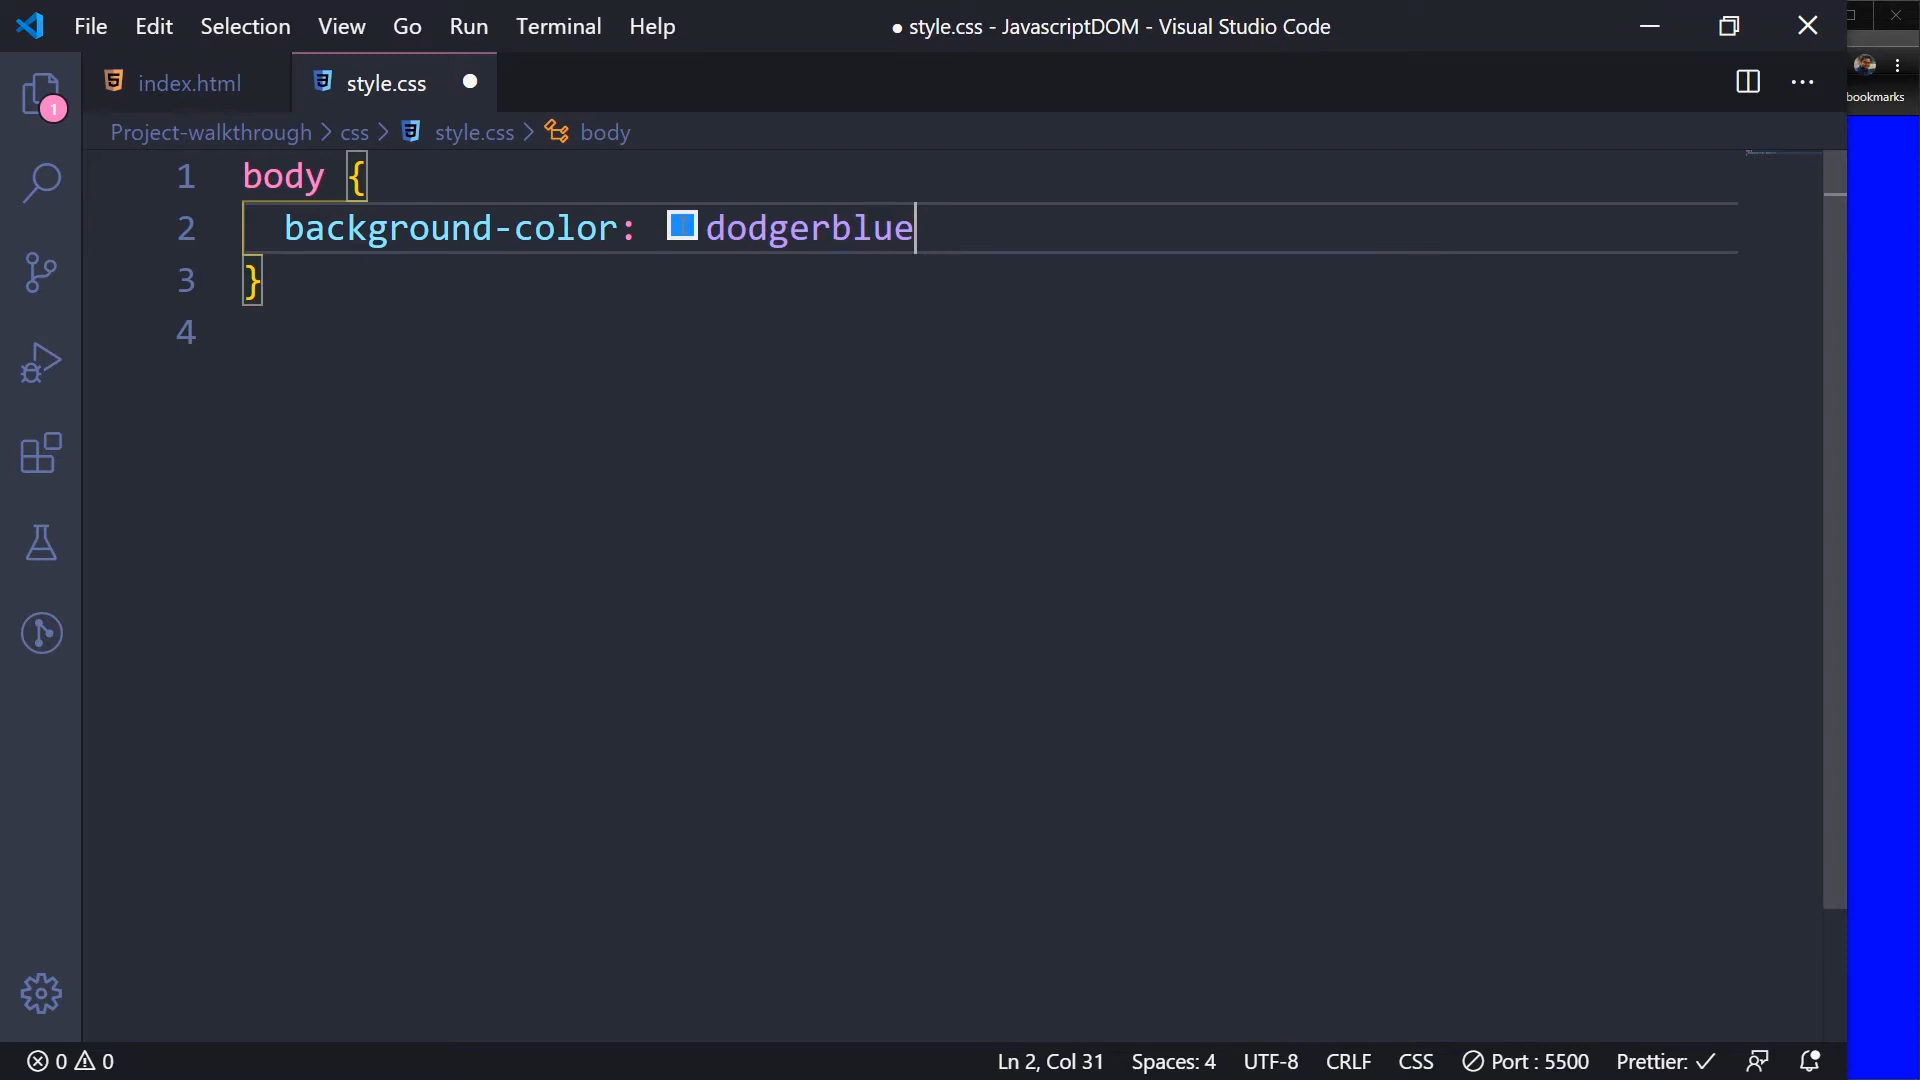 File Edit Selection View Go Run Terminal Help
● style.css - JavascriptDOM - Visual Studio Code
index.html
style.css
bookmarks
1
Project-walkthrough > css > style.css > body
1 body {
2 background-color: dodgerblue
3 }
4
0 0
Ln 2, Col 31 Spaces: 4 UTF-8 CRLF CSS Port : 5500 Prettier: ✓